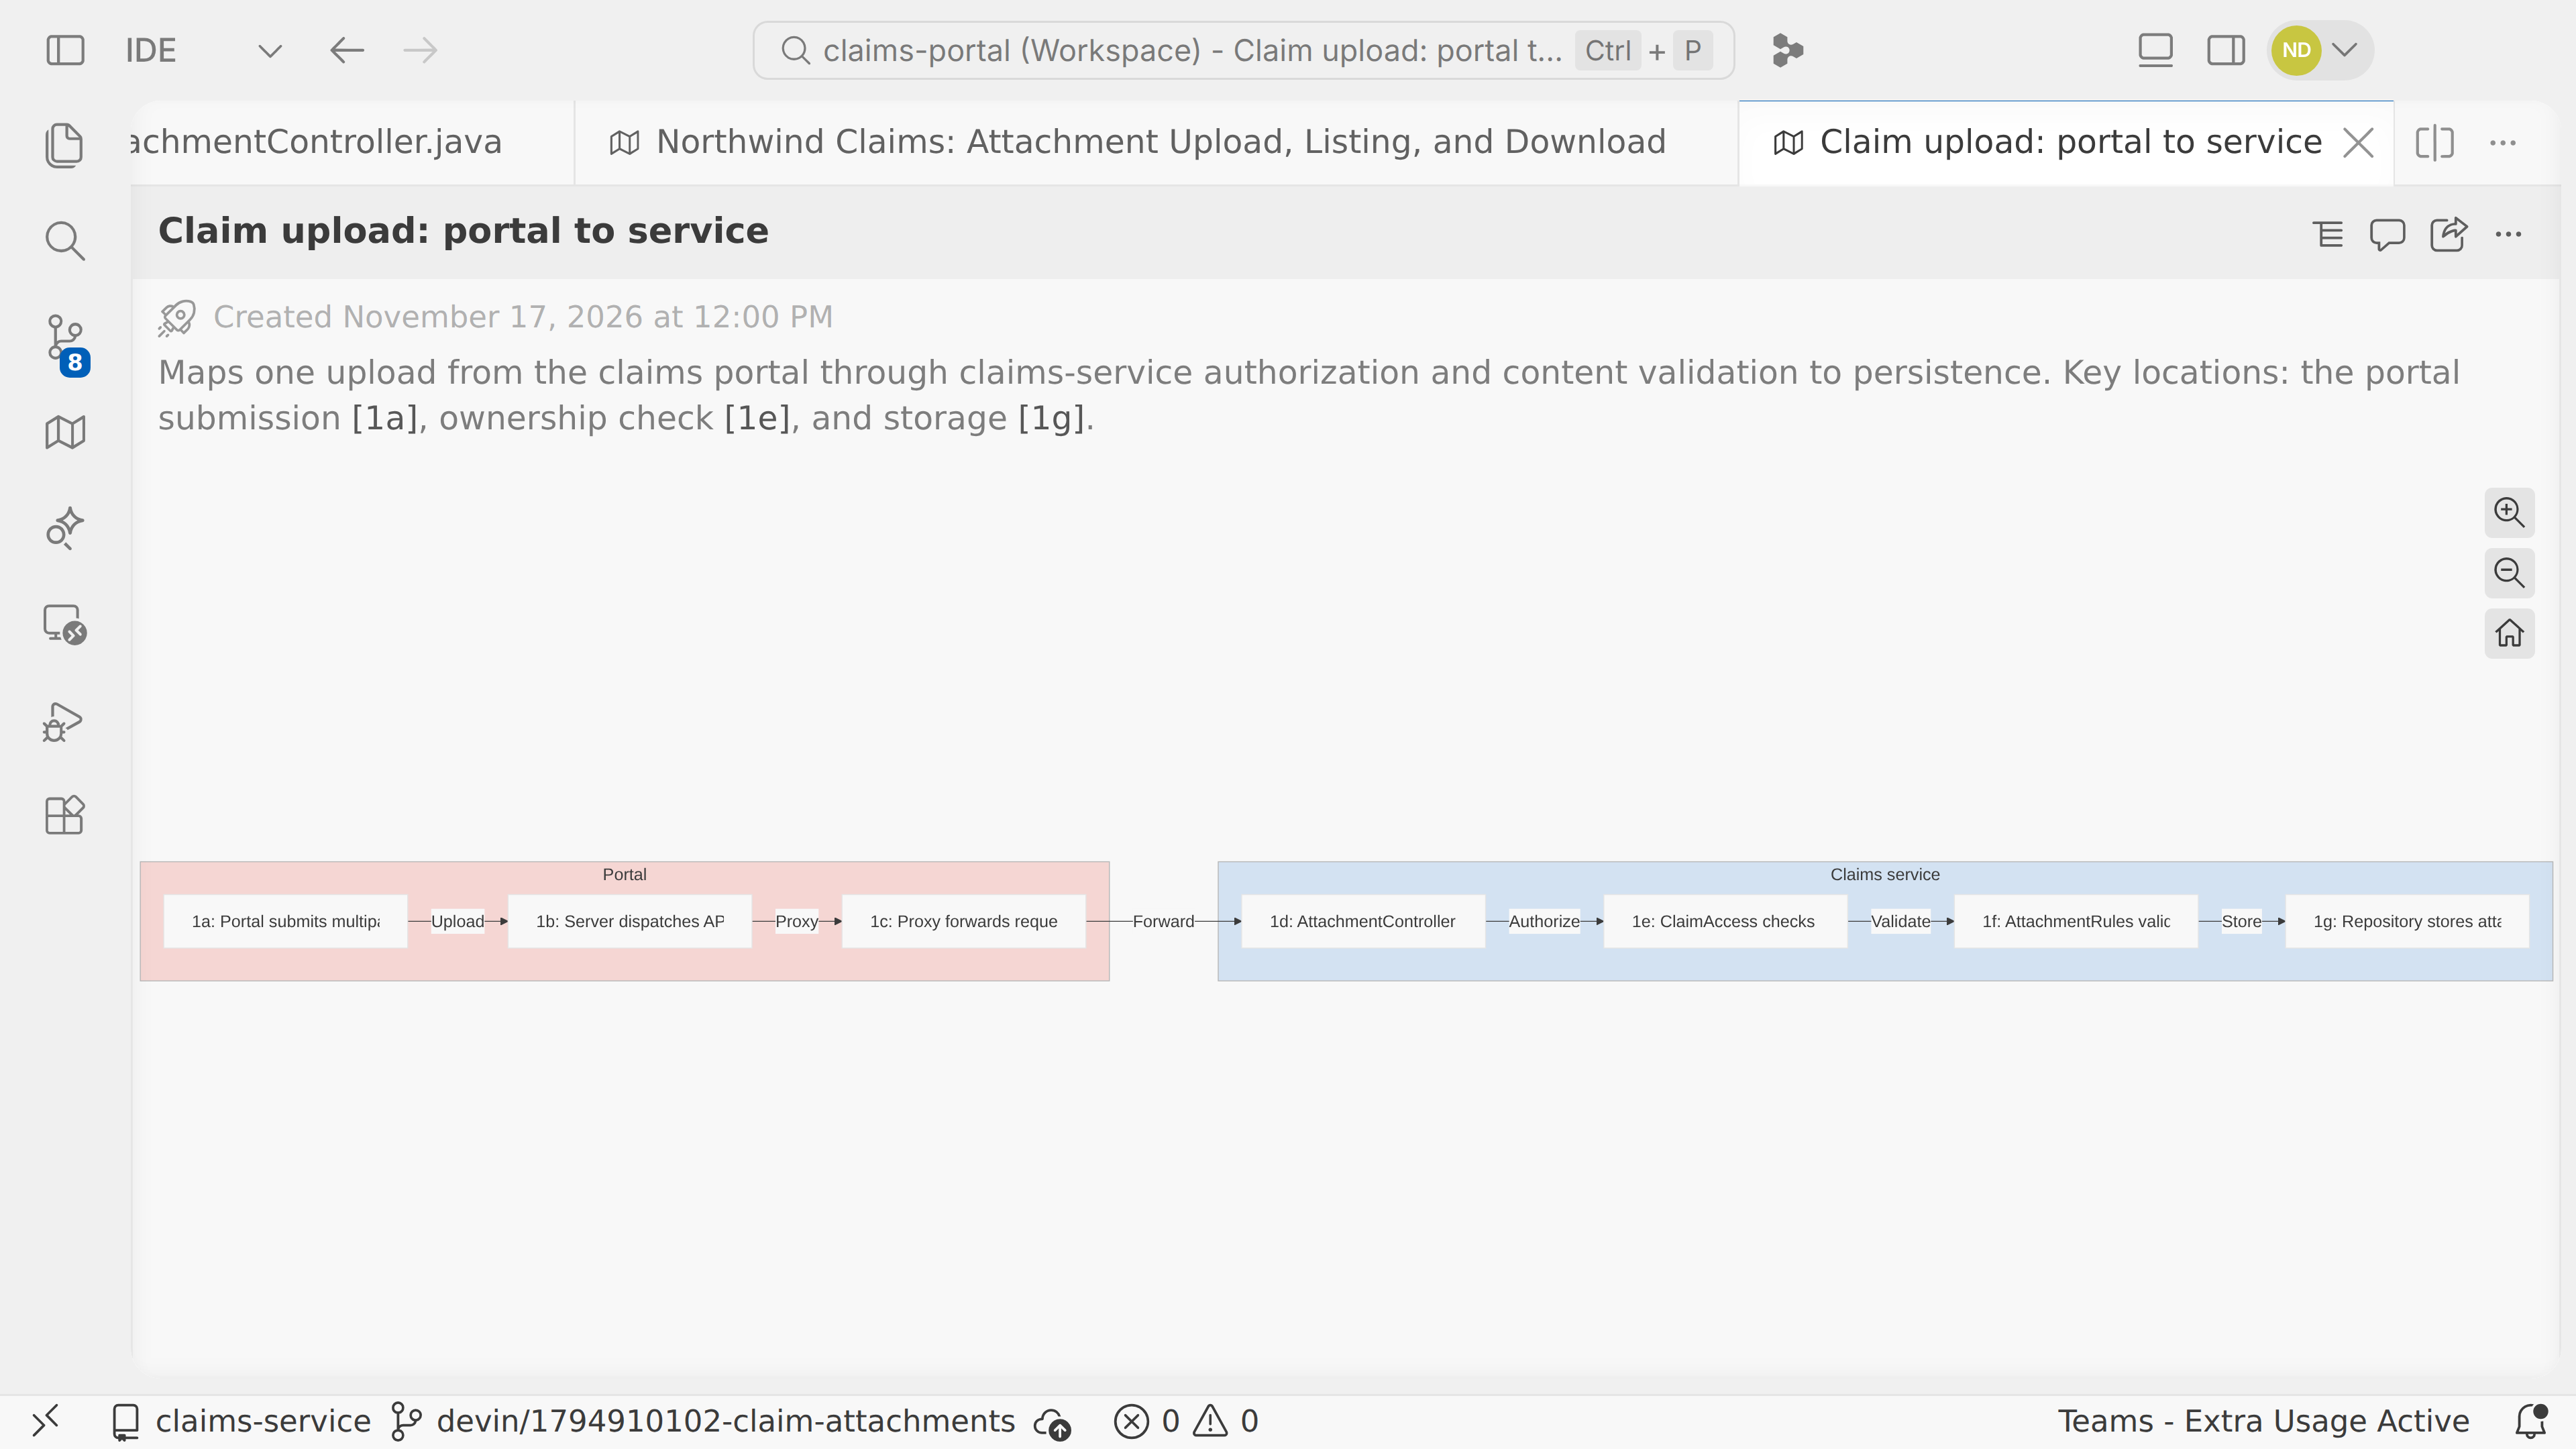 IDE
claims-portal (Workspace) - Claim upload: portal t... Ctrl + P
ND
achmentController.java
Northwind Claims: Attachment Upload, Listing, and Download
Claim upload: portal to service
Claim upload: portal to service
Created November 17, 2026 at 12:00 PM
Maps one upload from the claims portal through claims-service authorization and content validation to persistence. Key locations: the portal
submission [1a], ownership check [1e], and storage [1g].
8
Portal
Claims service
1a: Portal submits multipa
Upload
1b: Server dispatches AP
Proxy
1c: Proxy forwards reque
Forward
1d: AttachmentController
Authorize
1e: ClaimAccess checks
Validate
1f: AttachmentRules valid
Store
1g: Repository stores atta
claims-service
devin/1794910102-claim-attachments
0
0
Teams - Extra Usage Active